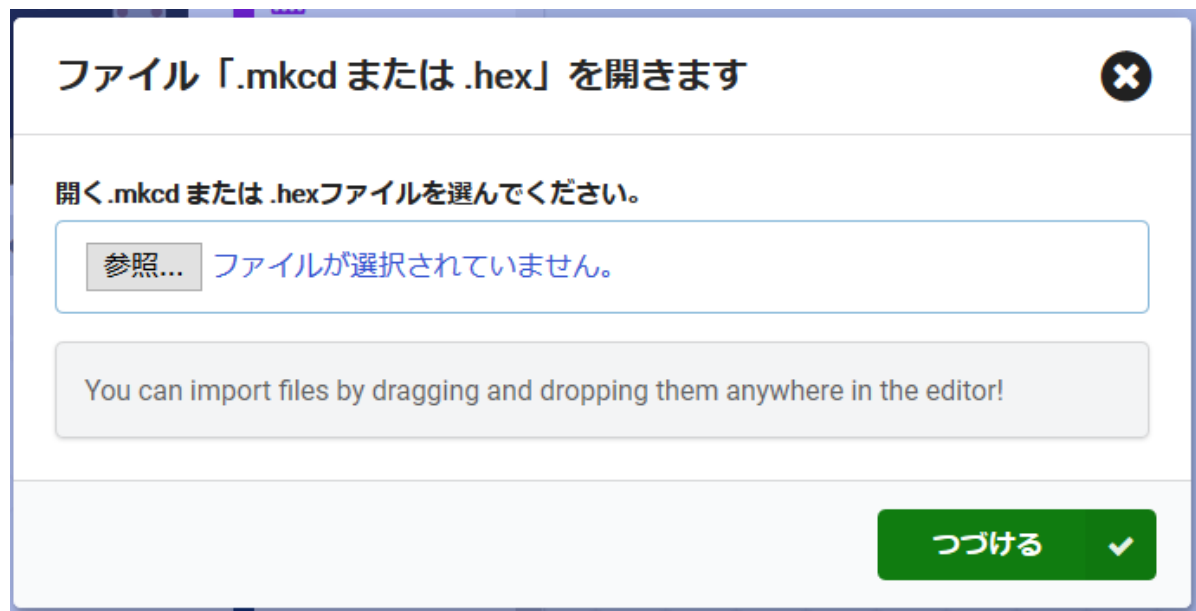 ファイル「.mkcd または .hex」を開きます
開く.mkcd または .hexファイルを選んでください。
参照... ファイルが選択されていません。
You can import files by dragging and dropping them anywhere in the editor!
つづける